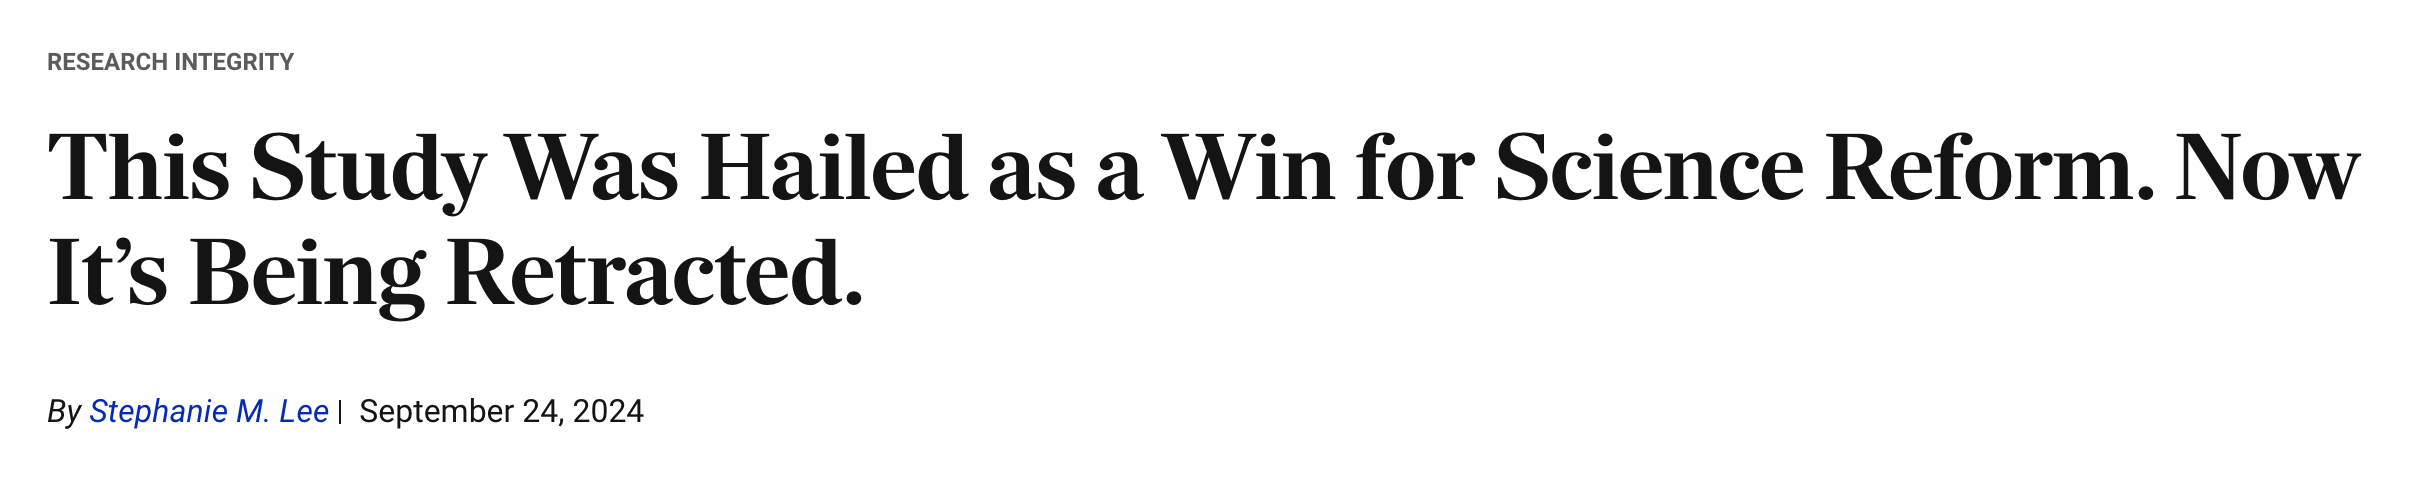 RESEARCH INTEGRITY
This Study Was Hailed as a Win for Science Reform. Now
It’s Being Retracted.
By Stephanie M. Lee | September 24, 2024